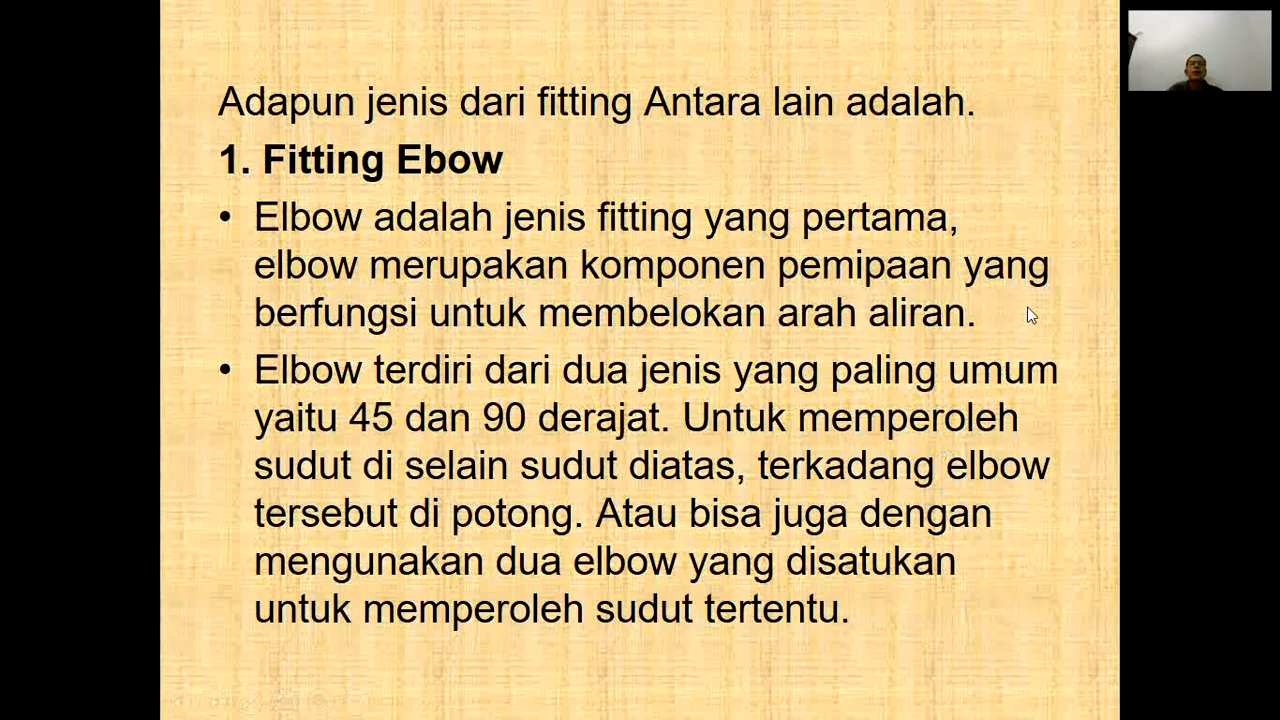 Adapun jenis dari fitting Antara lain adalah.
1. Fitting Ebow
• Elbow adalah jenis fitting yang pertama,
elbow merupakan komponen pemipaan yang
berfungsi untuk membelokan arah aliran.
• Elbow terdiri dari dua jenis yang paling umum
yaitu 45 dan 90 derajat. Untuk memperoleh
sudut di selain sudut diatas, terkadang elbow
tersebut di potong. Atau bisa juga dengan
mengunakan dua elbow yang disatukan
untuk memperoleh sudut tertentu.